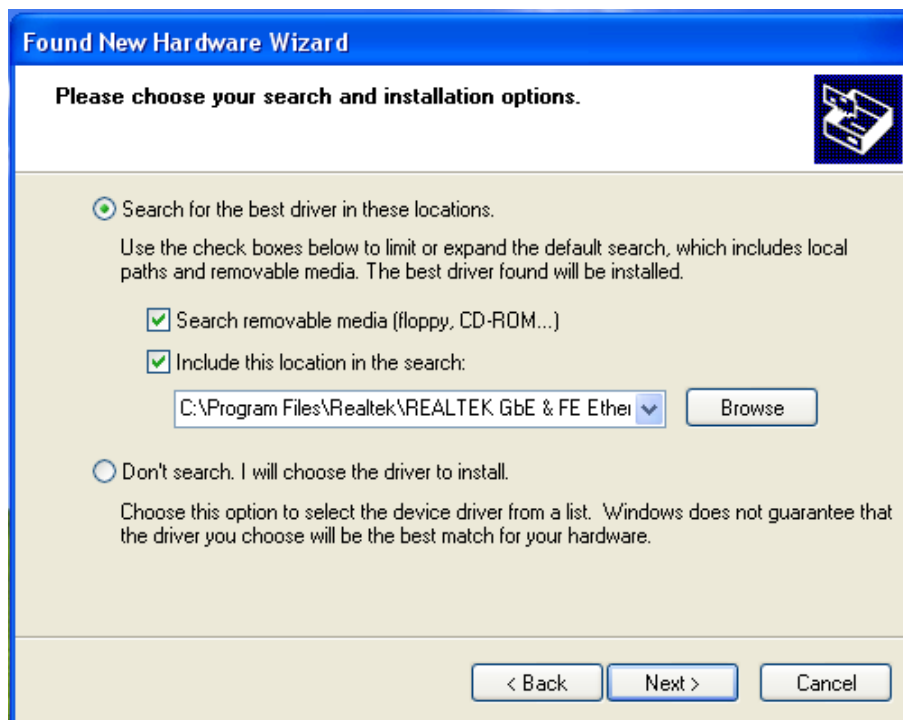 Found New Hardware Wizard
Please choose your search and installation options.
Search for the best driver in these locations.
Use the check boxes below to limit or expand the default search, which includes local
paths and removable media. The best driver found will be installed.
Search removable media (floppy, CD-ROM...)
Include this location in the search:
C:\Program Files\Realtek\REALTEK GbE & FE Ether
Browse
Don't search. I will choose the driver to install.
Choose this option to select the device driver from a list.  Windows does not guarantee that
the driver you choose will be the best match for your hardware.
< Back
Next >
Cancel